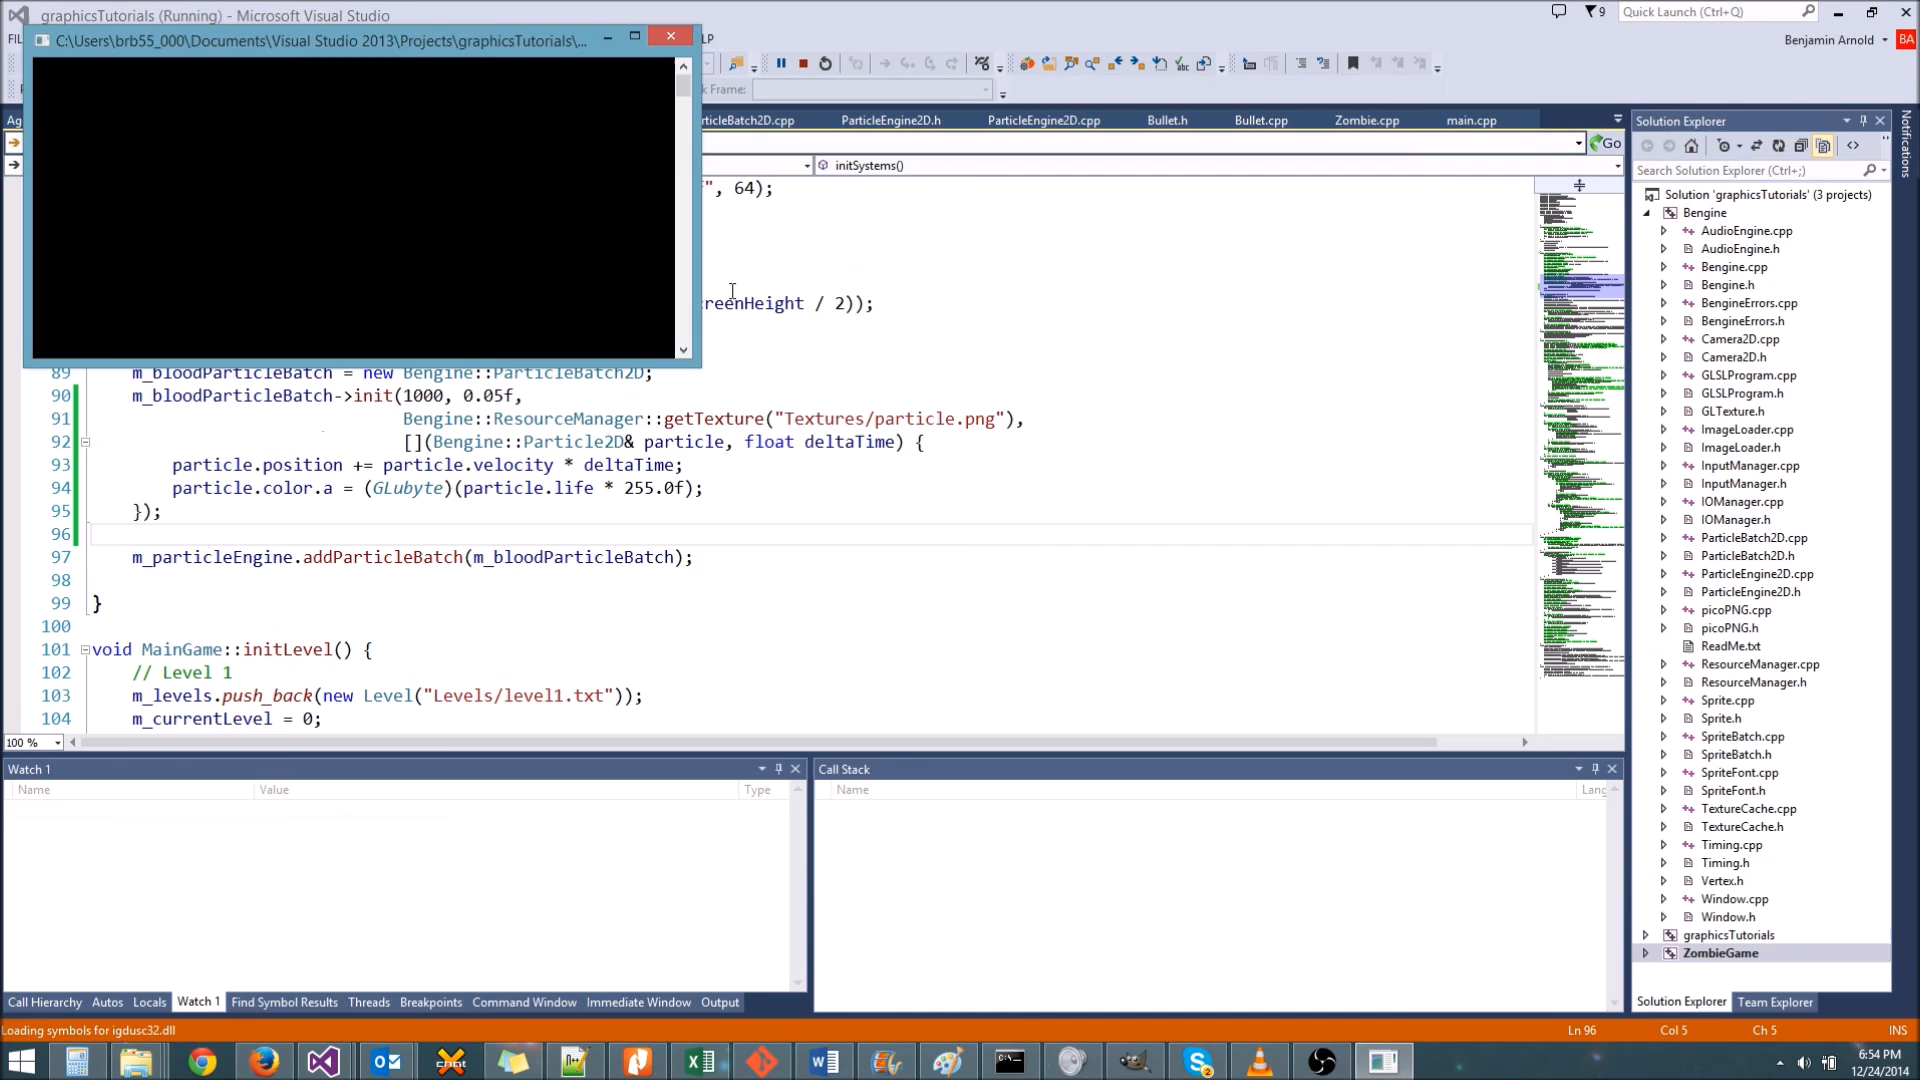 graphicsTutorials (Running) - Microsoft Visual Studio
9
Quick Launch (Ctrl+Q)
C:\Users\brb55_000\Documents\Visual Studio 2013\Projects\graphicsTutorials\...
LP
Benjamin Arnold
BA
k Frame:
Ag
rticleBatch2D.cpp
ParticleEngine2D.h
ParticleEngine2D.cpp
Bullet.h
Bullet.cpp
Zombie.cpp
main.cpp
Go
initSystems()
", 64);
reenHeight / 2));
89 m_bloodParticleBatch = new Bengine::ParticleBatch2D;
90 m_bloodParticleBatch->init(1000, 0.05f,
91 Bengine::ResourceManager::getTexture("Textures/particle.png"),
92 [](Bengine::Particle2D& particle, float deltaTime) {
93 particle.position += particle.velocity * deltaTime;
94 particle.color.a = (GLubyte)(particle.life * 255.0f);
95 });
96
97 m_particleEngine.addParticleBatch(m_bloodParticleBatch);
98
99 }
100
101 void MainGame::initLevel() {
102 // Level 1
103 m_levels.push_back(new Level("Levels/level1.txt"));
104 m_currentLevel = 0;
100 %
Solution Explorer
Notifications
Search Solution Explorer (Ctrl+;)
Solution 'graphicsTutorials' (3 projects)
Bengine
AudioEngine.cpp
AudioEngine.h
Bengine.cpp
Bengine.h
BengineErrors.cpp
BengineErrors.h
Camera2D.cpp
Camera2D.h
GLSLProgram.cpp
GLSLProgram.h
GLTexture.h
ImageLoader.cpp
ImageLoader.h
InputManager.cpp
InputManager.h
IOManager.cpp
IOManager.h
ParticleBatch2D.cpp
ParticleBatch2D.h
ParticleEngine2D.cpp
ParticleEngine2D.h
picoPNG.cpp
picoPNG.h
ReadMe.txt
ResourceManager.cpp
ResourceManager.h
Sprite.cpp
Sprite.h
SpriteBatch.cpp
SpriteBatch.h
SpriteFont.cpp
SpriteFont.h
TextureCache.cpp
TextureCache.h
Timing.cpp
Timing.h
Vertex.h
Window.cpp
Window.h
graphicsTutorials
ZombieGame
Watch 1
Name
Value
Type
Call Stack
Name
Lang
Call Hierarchy
Autos
Locals
Watch 1
Find Symbol Results
Threads
Breakpoints
Command Window
Immediate Window
Output
Solution Explorer
Team Explorer
Loading symbols for igdusc32.dll
Ln 96
Col 5
Ch 5
INS
6:54 PM
12/24/2014